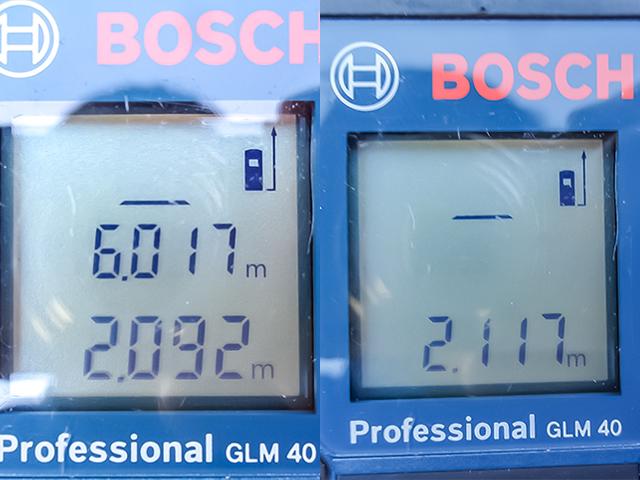 BOSCH
6.017 m
2.092 m
Professional GLM 40
BOSCH
2.117 m
Professional GLM 40